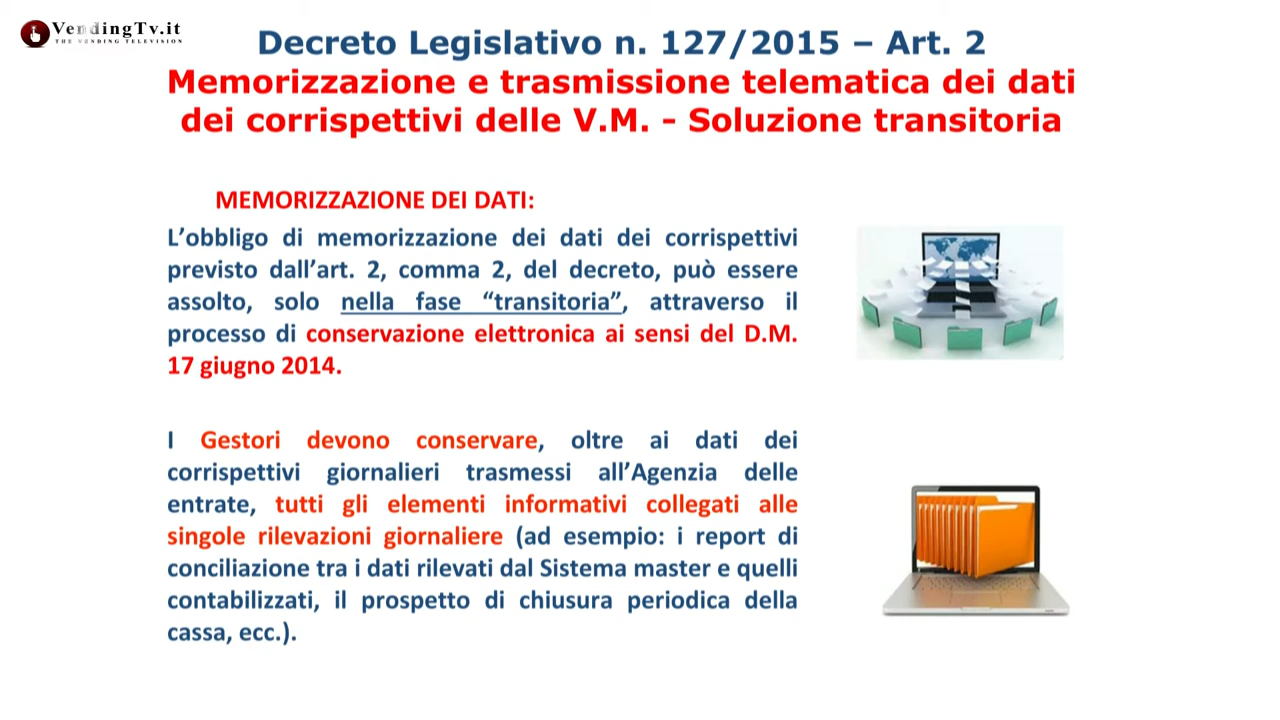 VendingTv.it
THE VENDING TELEVISION
Decreto Legislativo n. 127/2015 – Art. 2
Memorizzazione e trasmissione telematica dei dati
dei corrispettivi delle V.M. - Soluzione transitoria
MEMORIZZAZIONE DEI DATI:
L’obbligo di memorizzazione dei dati dei corrispettivi
previsto dall’art. 2, comma 2, del decreto, può essere
assolto, solo nella fase “transitoria”, attraverso il
processo di conservazione elettronica ai sensi del D.M.
17 giugno 2014.
I Gestori devono conservare, oltre ai dati dei
corrispettivi giornalieri trasmessi all’Agenzia delle
entrate, tutti gli elementi informativi collegati alle
singole rilevazioni giornaliere (ad esempio: i report di
conciliazione tra i dati rilevati dal Sistema master e quelli
contabilizzati, il prospetto di chiusura periodica della
cassa, ecc.).